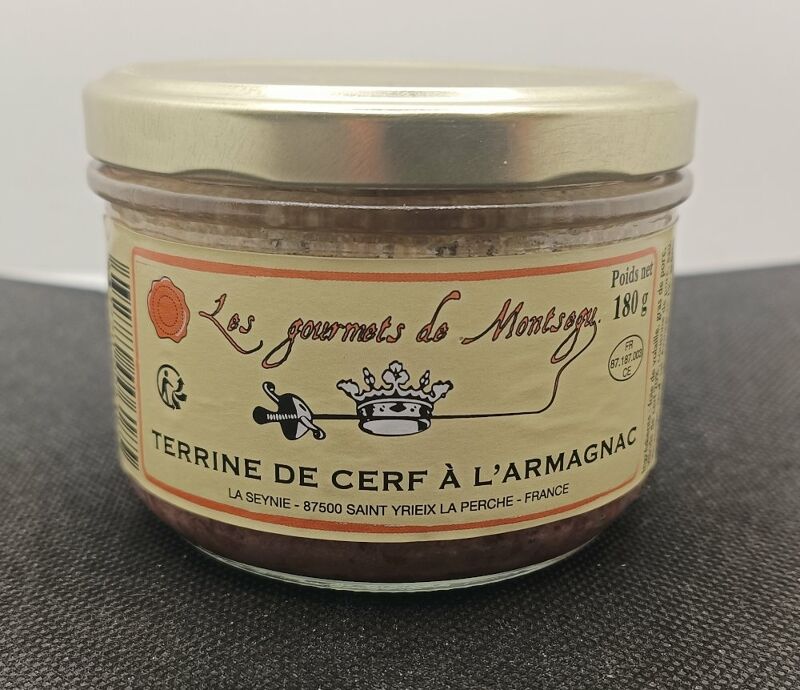 Les gourmets de Montségu
Poids net
180 g
FR
87.187.003
CE
TERRINE DE CERF À L'ARMAGNAC
LA SEYNIE - 87500 SAINT YRIEIX LA PERCHE - FRANCE